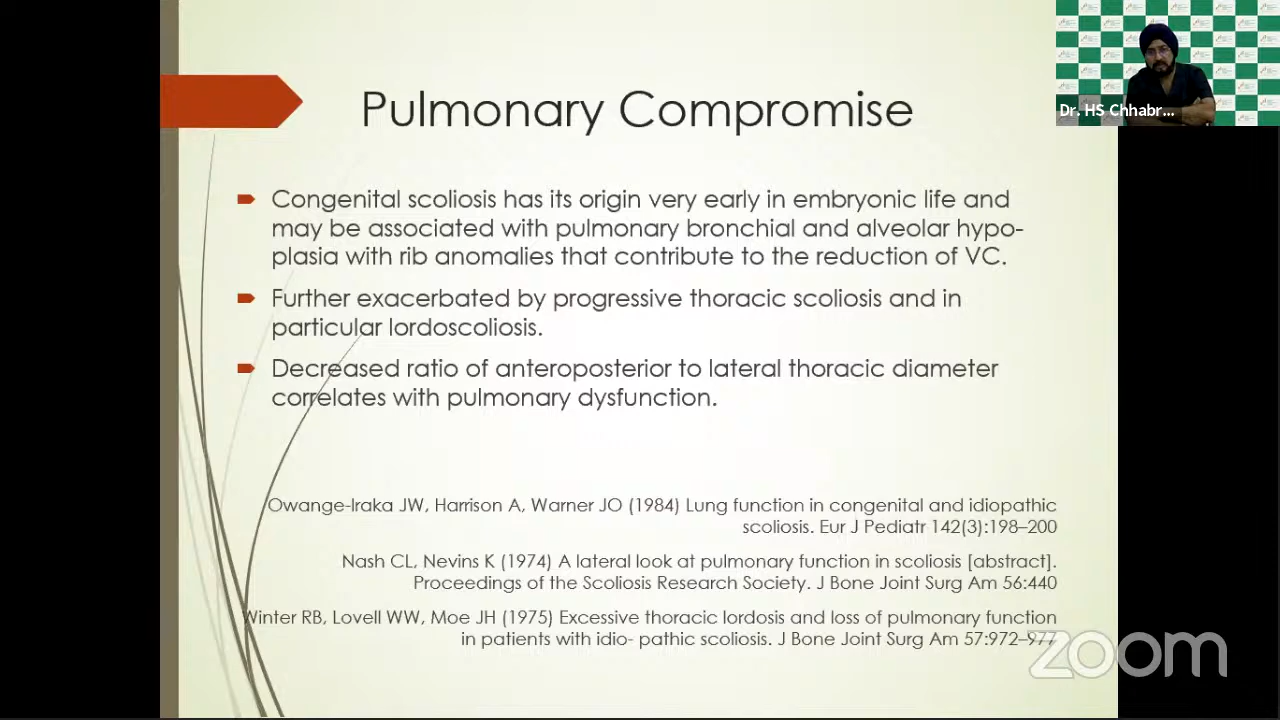 Pulmonary Compromise
Dr. HS Chhabr...
Congenital scoliosis has its origin very early in embryonic life and
may be associated with pulmonary bronchial and alveolar hypo-
plasia with rib anomalies that contribute to the reduction of VC.
Further exacerbated by progressive thoracic scoliosis and in
particular lordoscoliosis.
Decreased ratio of anteroposterior to lateral thoracic diameter
correlates with pulmonary dysfunction.
Owange-Iraka JW, Harrison A, Warner JO (1984) Lung function in congenital and idiopathic
scoliosis. Eur J Pediatr 142(3):198–200
Nash CL, Nevins K (1974) A lateral look at pulmonary function in scoliosis [abstract].
Proceedings of the Scoliosis Research Society. J Bone Joint Surg Am 56:440
Winter RB, Lovell WW, Moe JH (1975) Excessive thoracic lordosis and loss of pulmonary function
in patients with idio- pathic scoliosis. J Bone Joint Surg Am 57:972–977
zoom